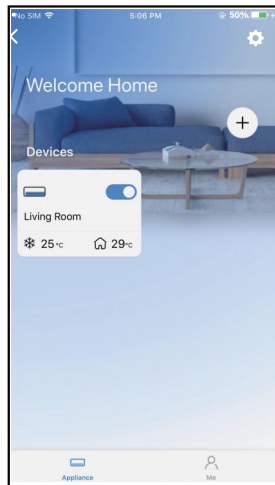 No SIM 5:06 PM 50%
Welcome Home
+
Devices
Living Room
25°C 29°C
Appliance Me